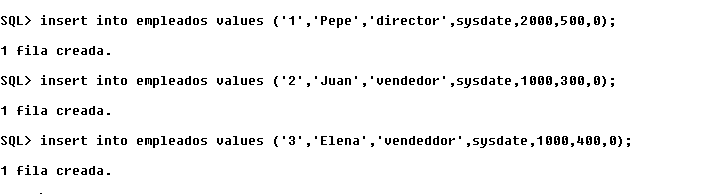 SQL> insert into empleados values ('1','Pepe','director',sysdate,2000,500,0);
1 fila creada.
SQL> insert into empleados values ('2','Juan','vendedor',sysdate,1000,300,0);
1 fila creada.
SQL> insert into empleados values ('3','Elena','vendeddor',sysdate,1000,400,0);
1 fila creada.